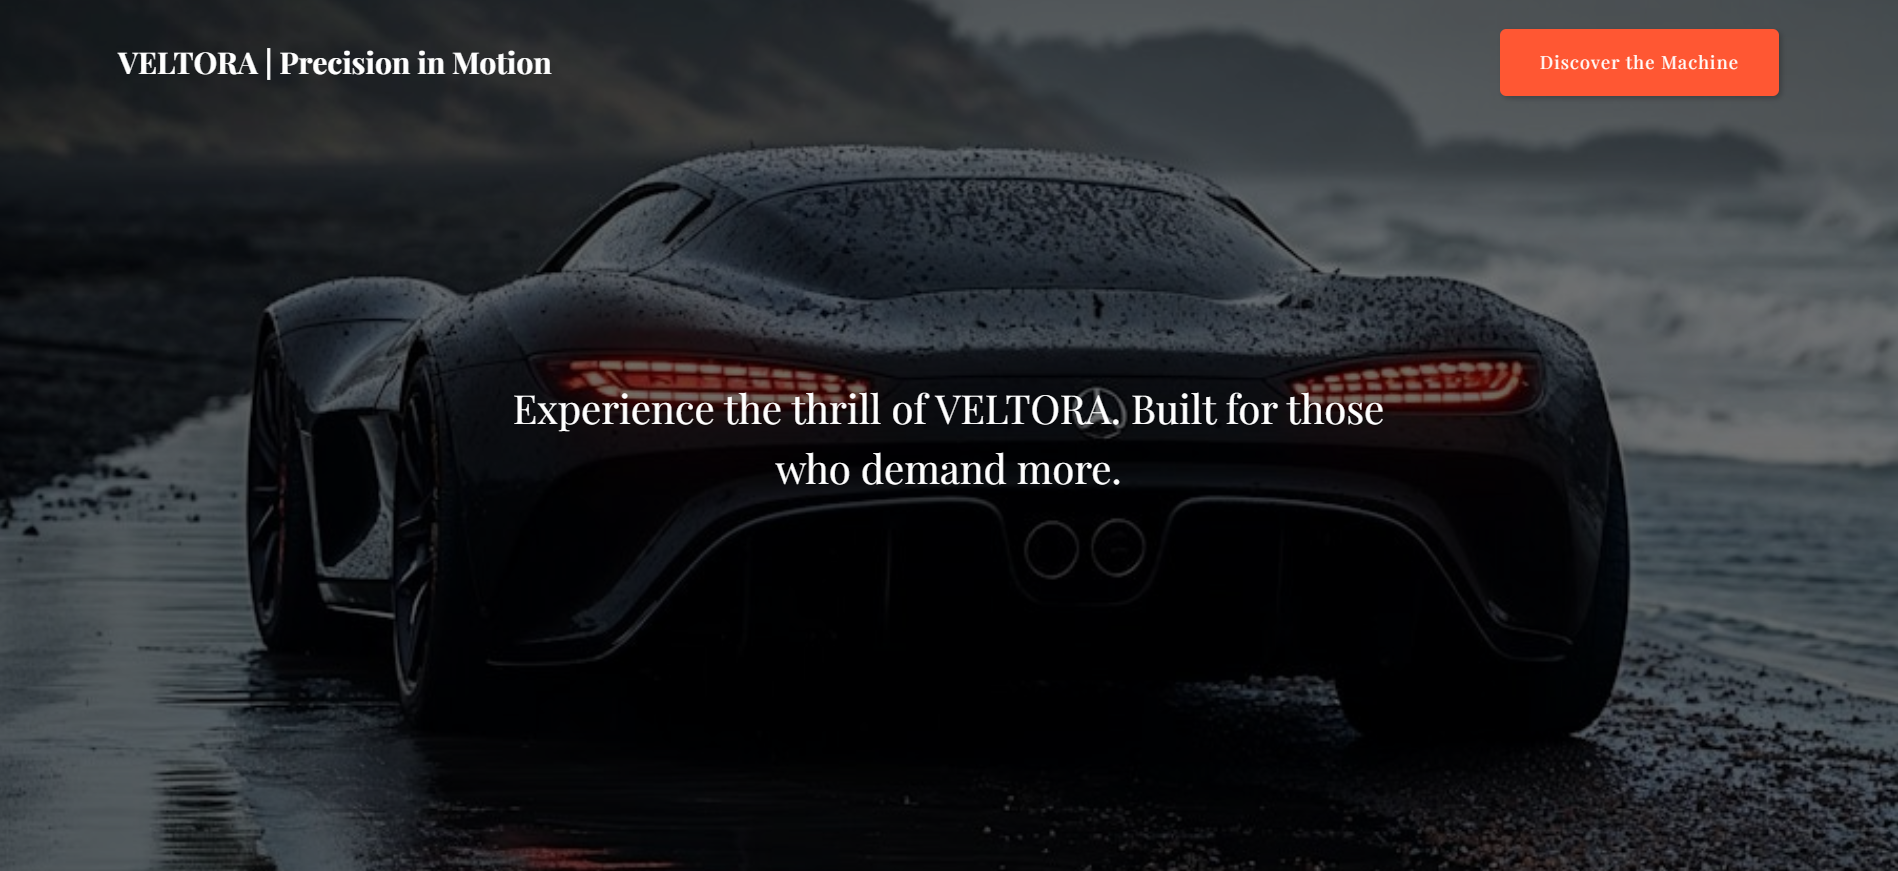 VELTORA | Precision in Motion
Discover the Machine
Experience the thrill of VELTORA. Built for those
who demand more.